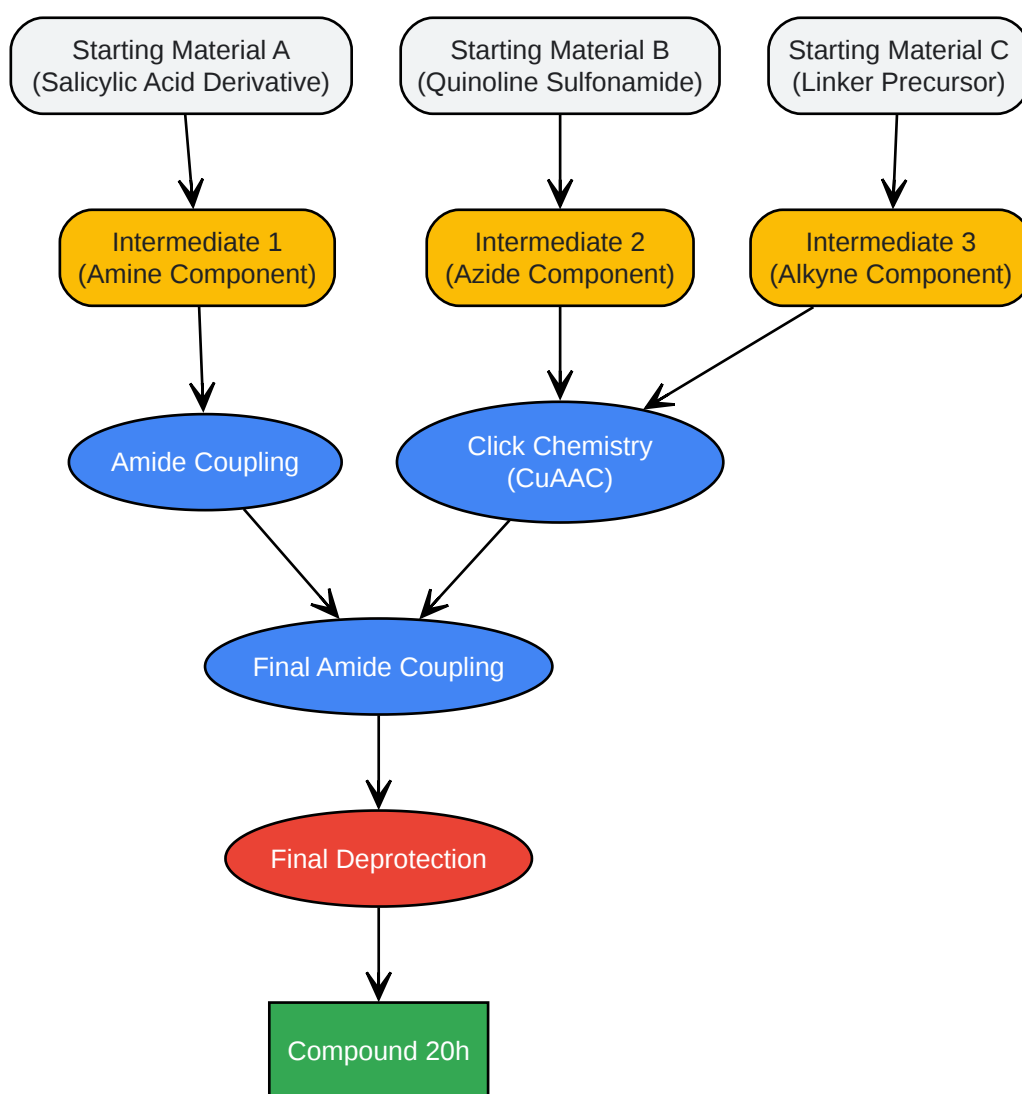 Starting Material A
(Salicylic Acid Derivative)
Starting Material B
(Quinoline Sulfonamide)
Starting Material C
(Linker Precursor)
Intermediate 1
(Amine Component)
Intermediate 2
(Azide Component)
Intermediate 3
(Alkyne Component)
Amide Coupling
Click Chemistry
(CuAAC)
Final Amide Coupling
Final Deprotection
Compound 20h